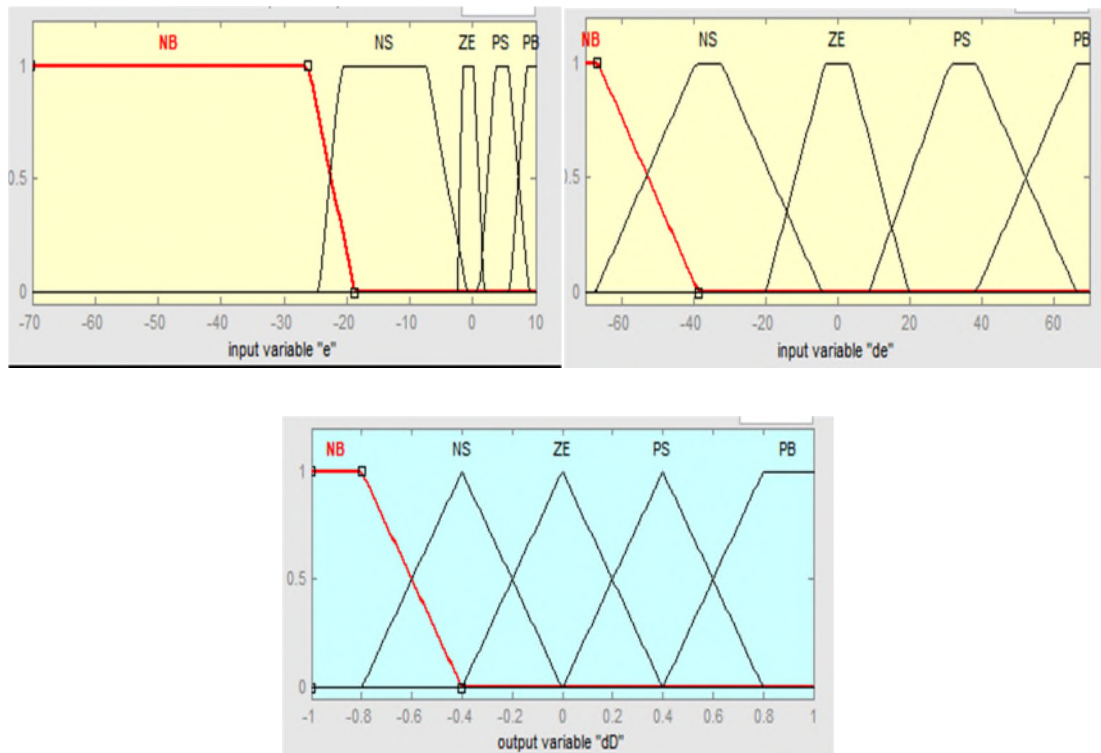 NB NS ZE PS PB
1
0.5
0
-70 -60 -50 -40 -30 -20 -10 0 10
input variable "e"
NB NS ZE PS PB
1
0.5
0
-60 -40 -20 0 20 40 60
input variable "de"
NB NS ZE PS PB
1
0.5
0
-1 -0.8 -0.6 -0.4 -0.2 0 0.2 0.4 0.6 0.8 1
output variable "dD"